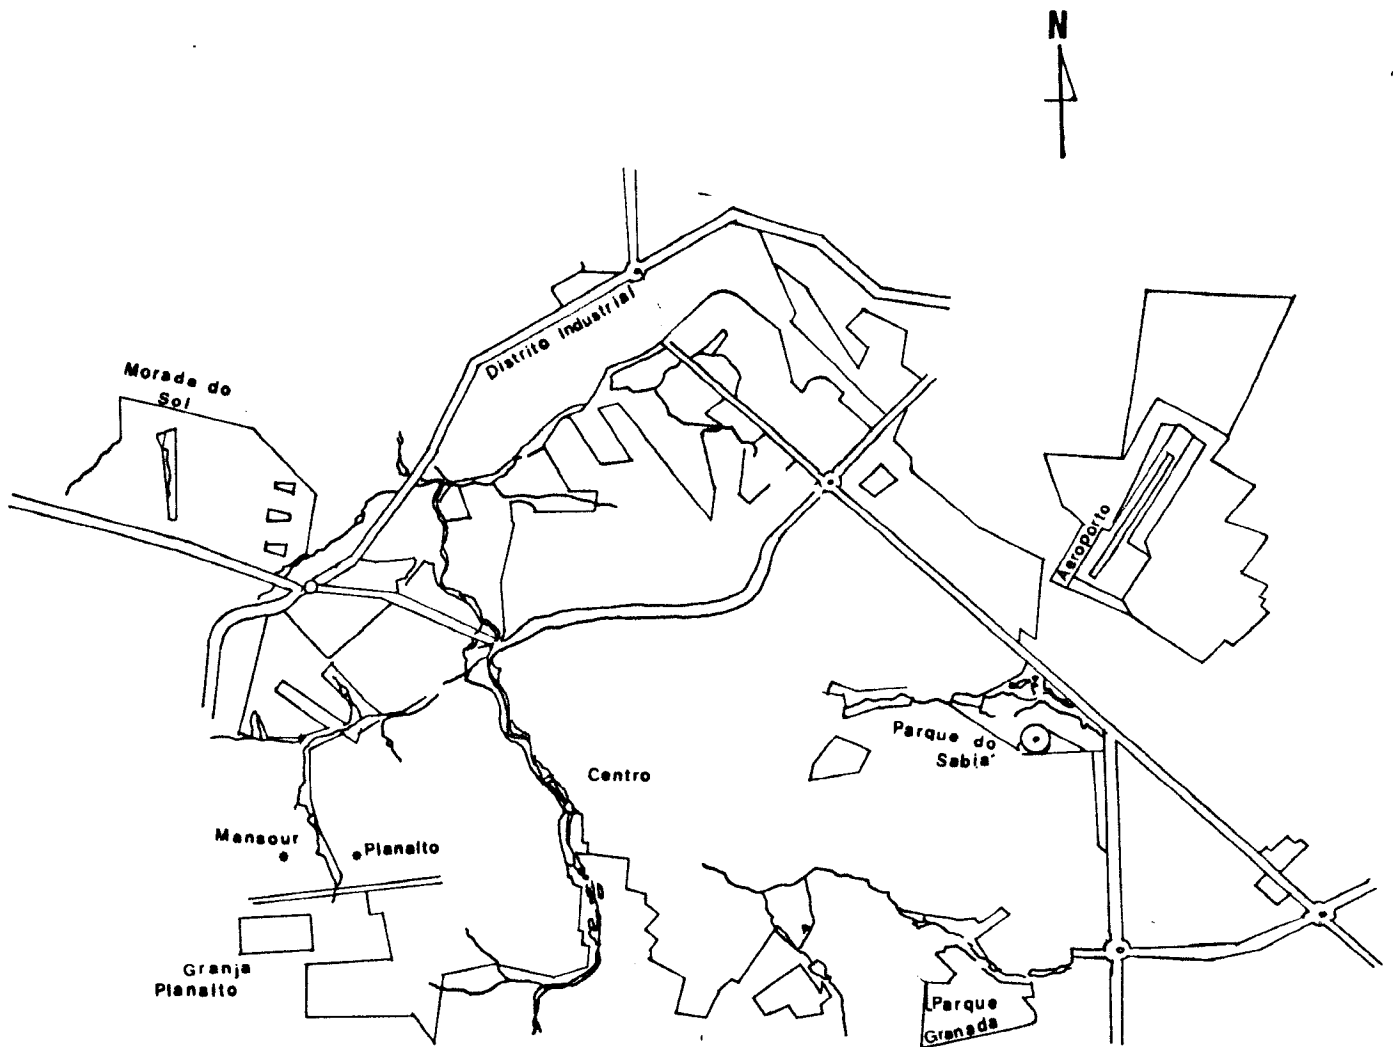 N
Distrito Industrial
Morada do
Sol
Aeroporto
Parque do
Sabiá
Centro
Mansour
Planalto
Granja
Planalto
Parque
Granada